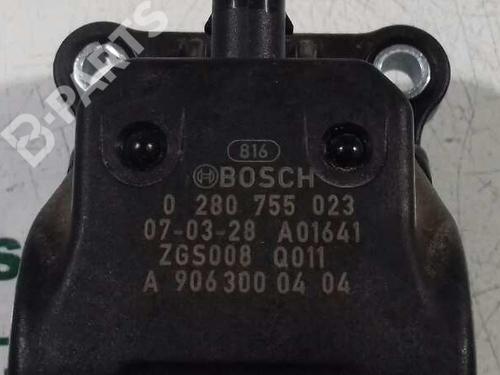 B-PARTS
816
BOSCH
0 280 755 023
07-03-28 A01641
ZGS008 Q011
A 906 300 04 04